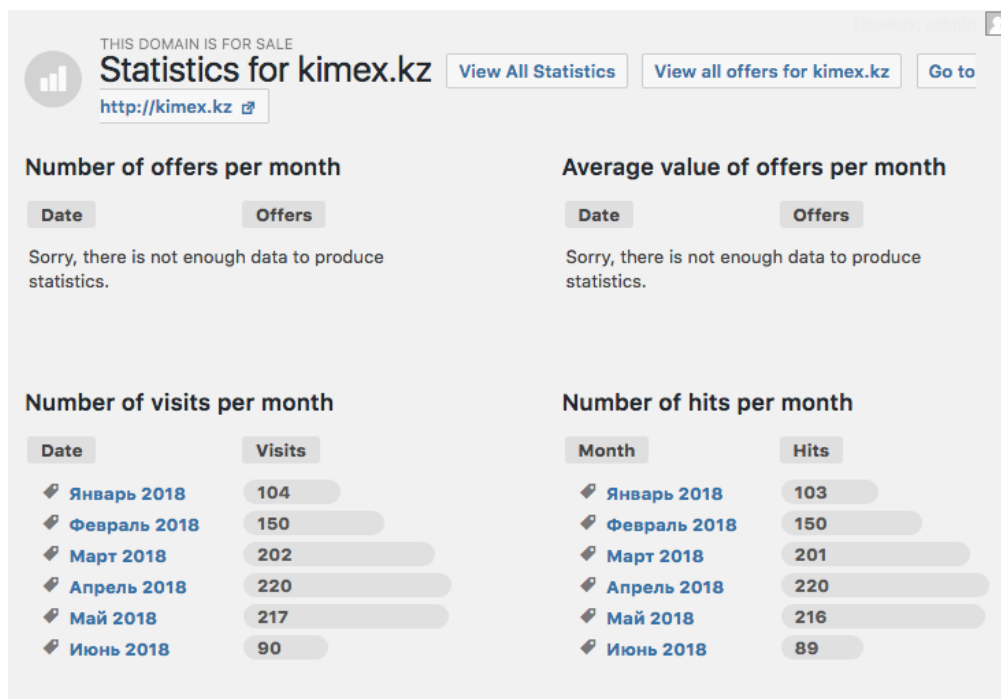 THIS DOMAIN IS FOR SALE
Statistics for kimex.kz View All Statistics View all offers for kimex.kz Go to
http://kimex.kz
Number of offers per month
Date Offers
Sorry, there is not enough data to produce
statistics.
Average value of offers per month
Date Offers
Sorry, there is not enough data to produce
statistics.
Number of visits per month
Date Visits
Январь 2018 104
Февраль 2018 150
Март 2018 202
Апрель 2018 220
Май 2018 217
Июнь 2018 90
Number of hits per month
Month Hits
Январь 2018 103
Февраль 2018 150
Март 2018 201
Апрель 2018 220
Май 2018 216
Июнь 2018 89